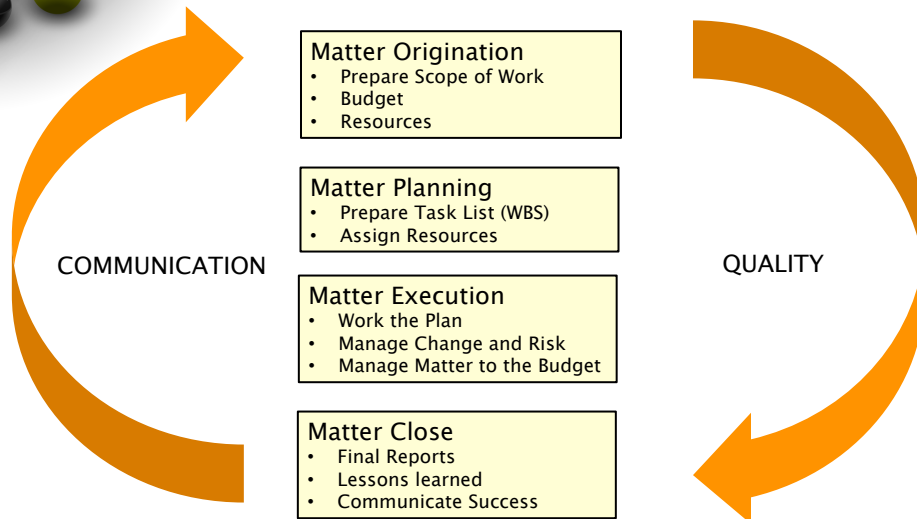 Matter Origination
• Prepare Scope of Work
• Budget
• Resources
Matter Planning
• Prepare Task List (WBS)
• Assign Resources
COMMUNICATION
QUALITY
Matter Execution
• Work the Plan
• Manage Change and Risk
• Manage Matter to the Budget
Matter Close
• Final Reports
• Lessons learned
• Communicate Success